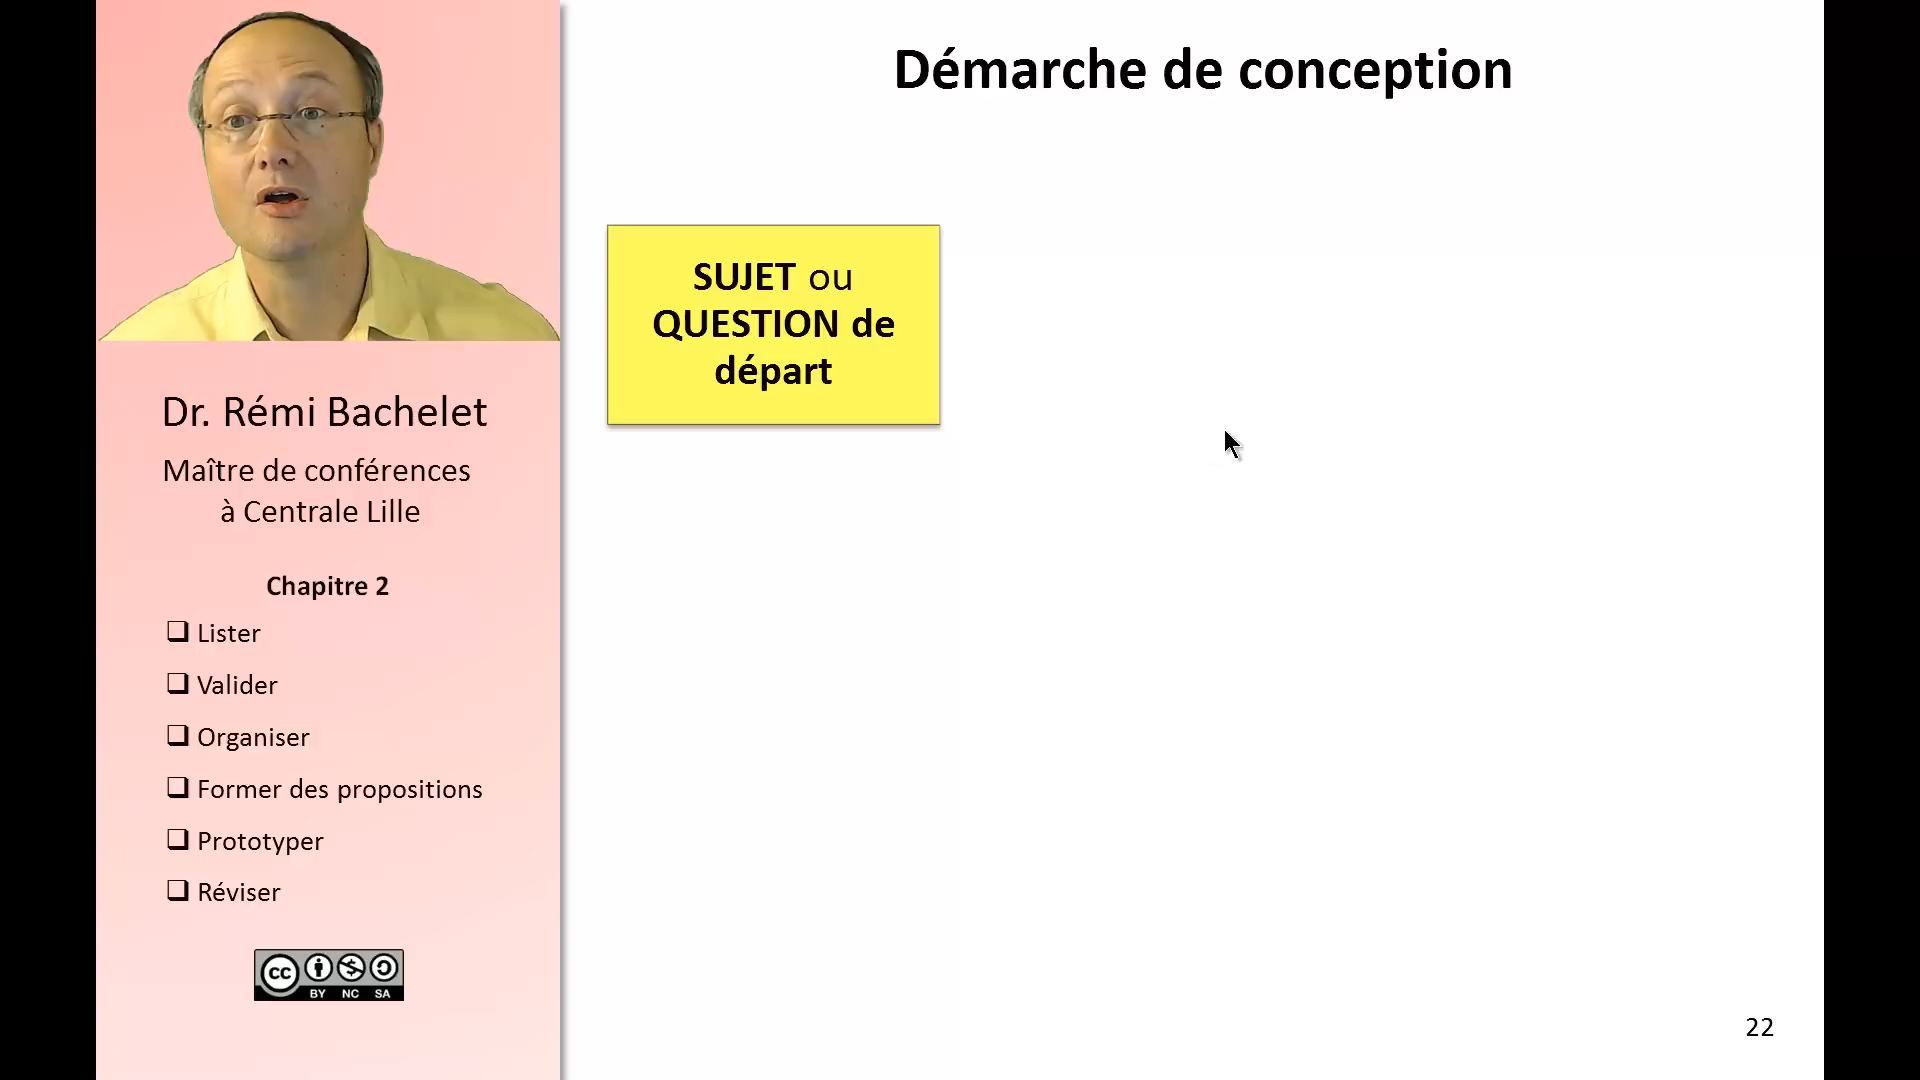 Démarche de conception
SUJET ou
QUESTION de
départ
Dr. Rémi Bachelet
Maître de conférences
à Centrale Lille
Chapitre 2
Lister
Valider
Organiser
Former des propositions
Prototyper
Réviser
cc
BY NC SA
22